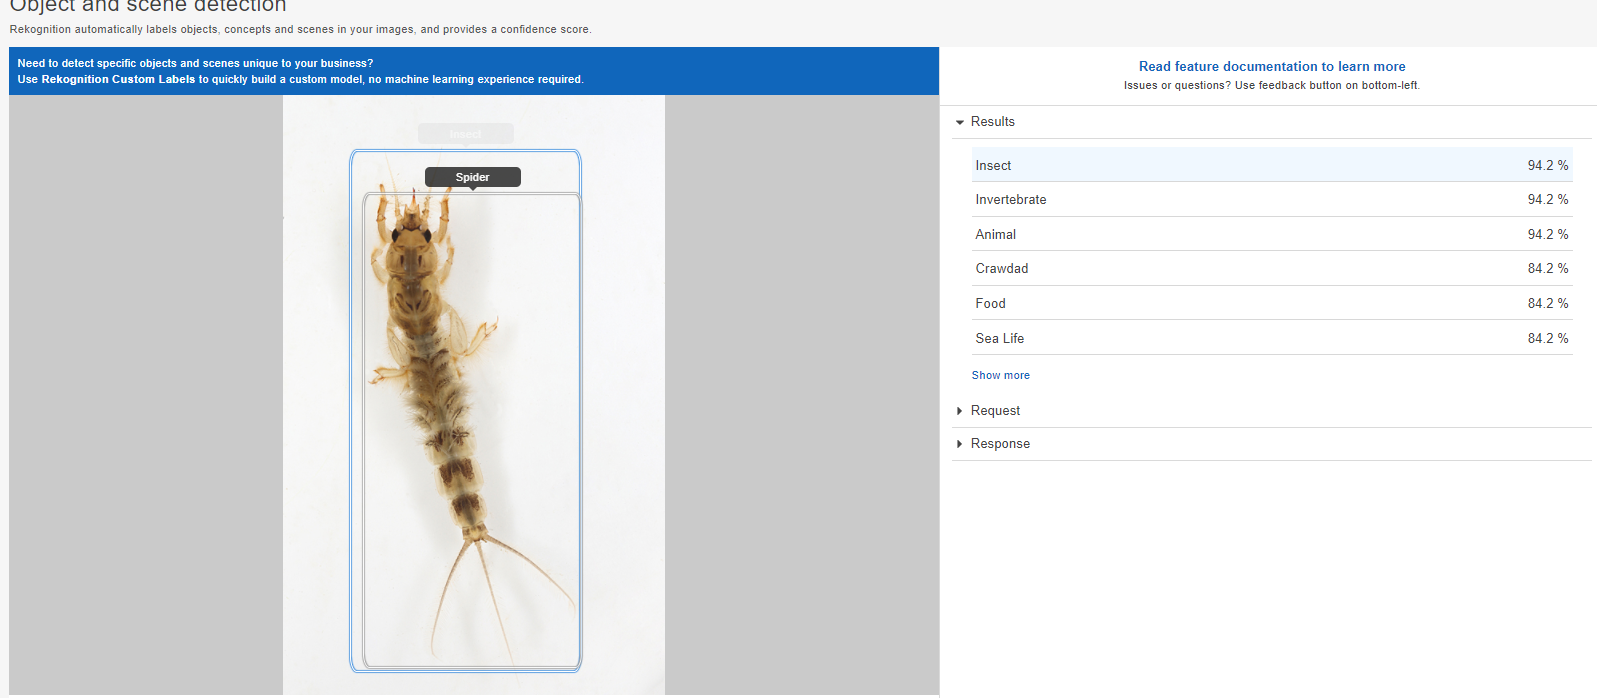 Object and scene detection
Rekognition automatically labels objects, concepts and scenes in your images, and provides a confidence score.
Need to detect specific objects and scenes unique to your business?
Use Rekognition Custom Labels to quickly build a custom model, no machine learning experience required.
Insect
Spider
Read feature documentation to learn more
Issues or questions? Use feedback button on bottom-left.
Results
Insect 94.2 %
Invertebrate 94.2 %
Animal 94.2 %
Crawdad 84.2 %
Food 84.2 %
Sea Life 84.2 %
Show more
Request
Response